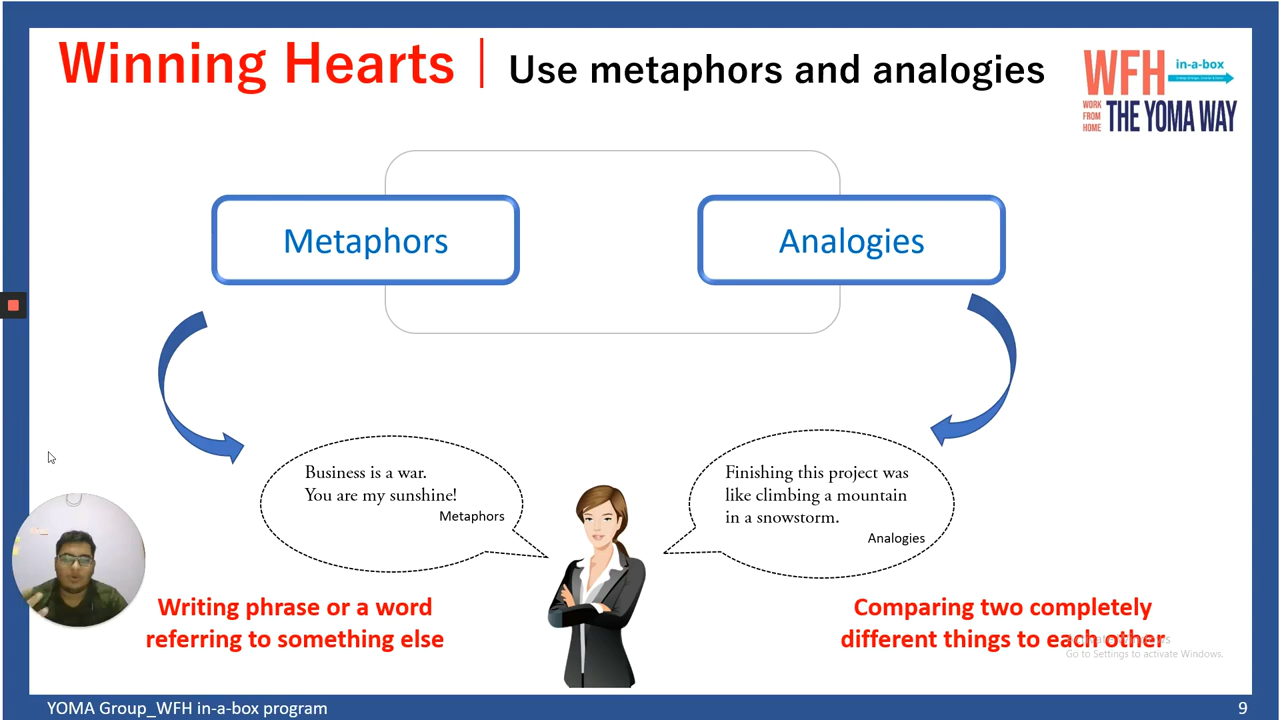 Winning Hearts | Use metaphors and analogies
WFH
in-a-box
WORK
FROM
HOME
THE YOMA WAY
Metaphors
Analogies
Business is a war.
You are my sunshine!
Metaphors
Finishing this project was
like climbing a mountain
in a snowstorm.
Analogies
Writing phrase or a word
referring to something else
Comparing two completely
different things to each other
Activate Windows
Go to Settings to activate Windows.
YOMA Group_WFH in-a-box program
9